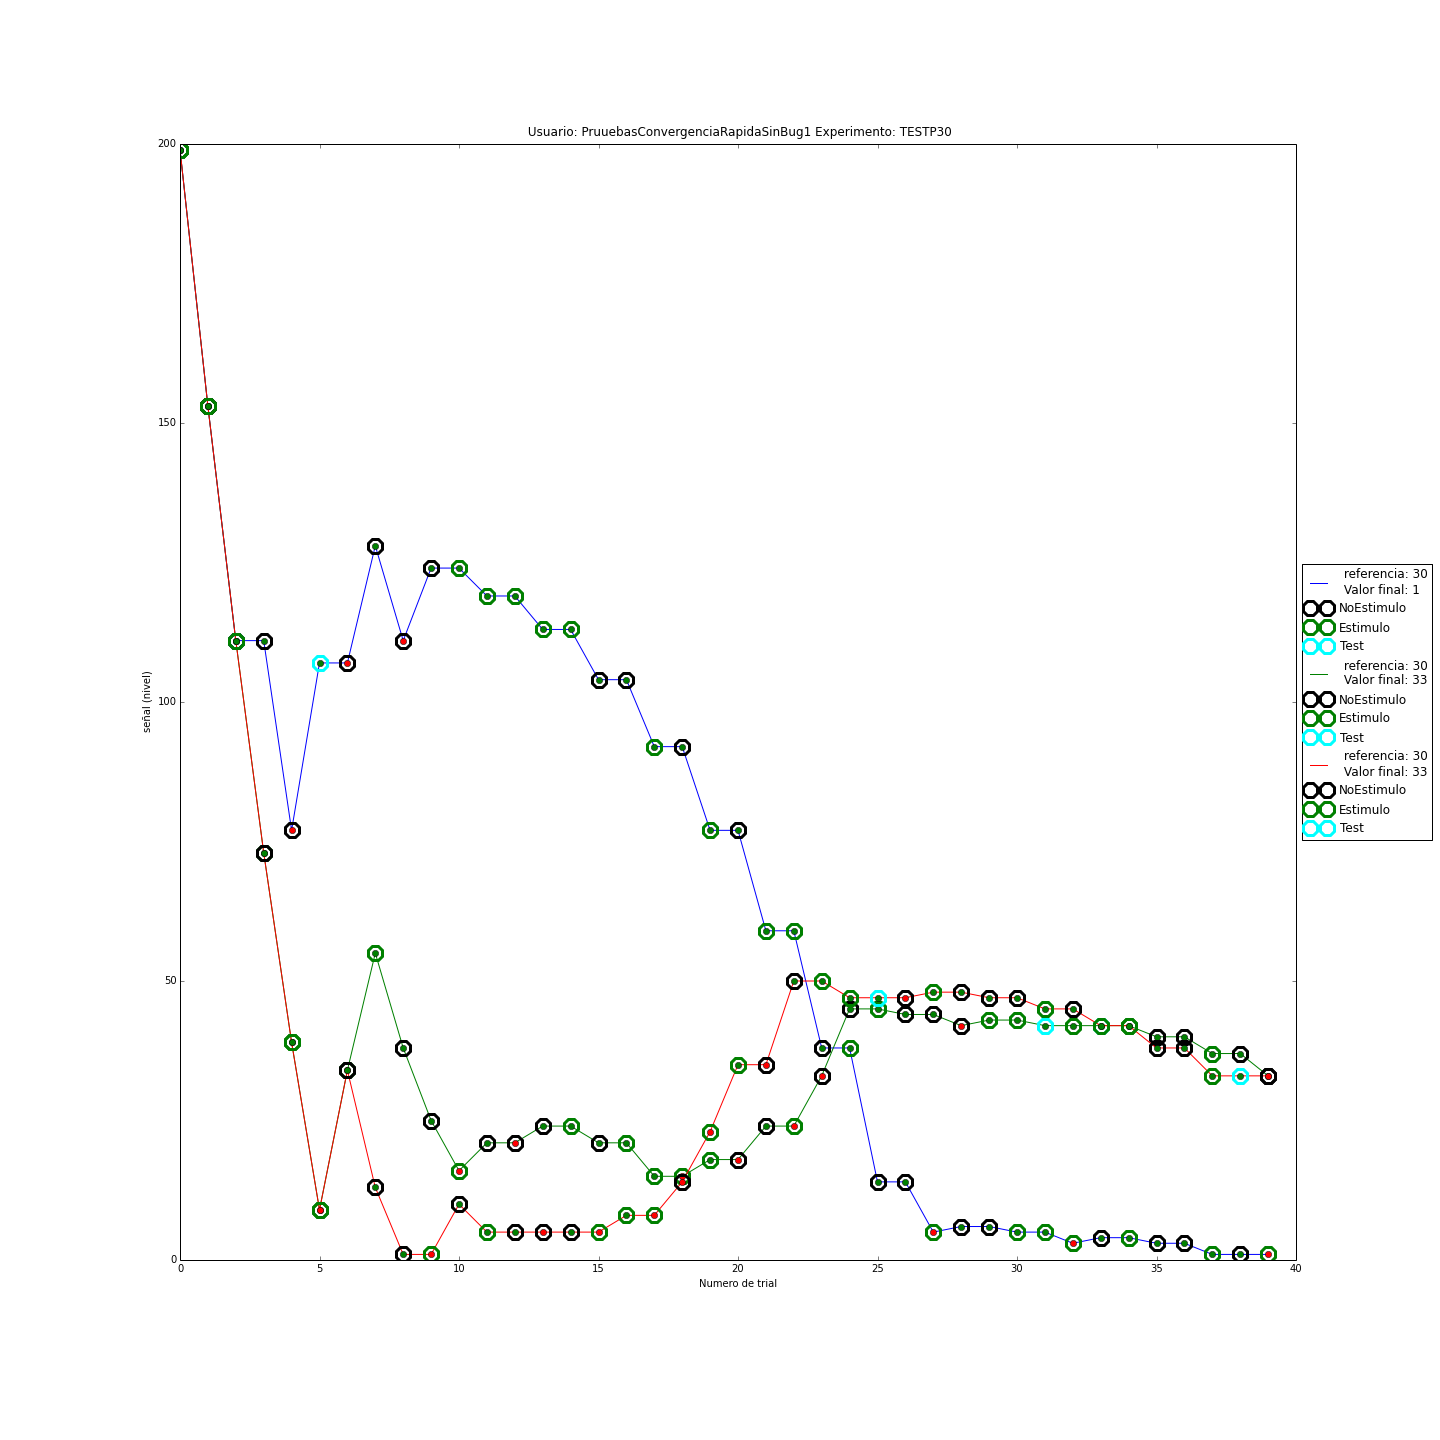 Usuario: PruuebasConvergenciaRapidaSinBug1 Experimento: TESTP30
200
150
100
50
0
señal (nivel)
0 5 10 15 20 25 30 35 40
Numero de trial
referencia: 30
Valor final: 1
NoEstimulo
Estimulo
Test
referencia: 30
Valor final: 33
NoEstimulo
Estimulo
Test
referencia: 30
Valor final: 33
NoEstimulo
Estimulo
Test